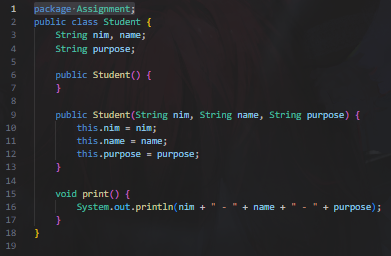 1 package Assignment;
2 public class Student {
3     String nim, name;
4     String purpose;
5
6     public Student() {
7     }
8
9     public Student(String nim, String name, String purpose) {
10         this.nim = nim;
11         this.name = name;
12         this.purpose = purpose;
13     }
14
15     void print() {
16         System.out.println(nim + " - " + name + " - " + purpose);
17     }
18 }
19